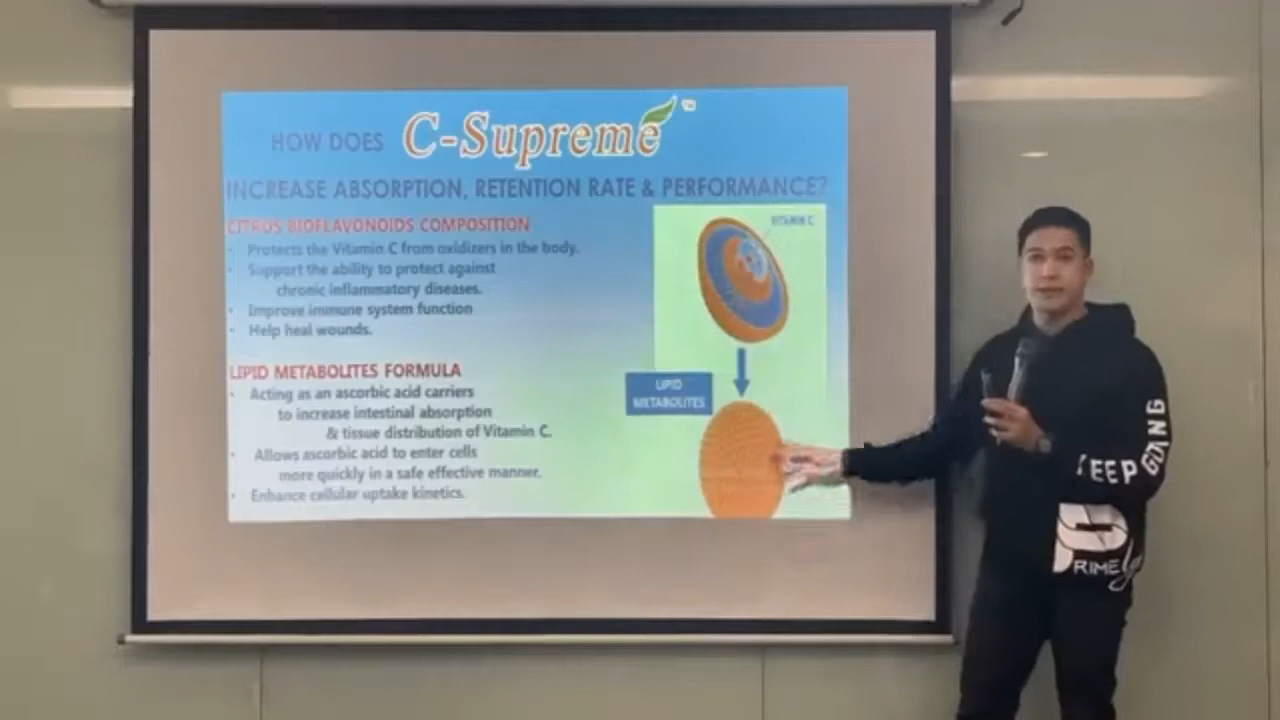 HOW DOES C-Supreme™
INCREASE ABSORPTION, RETENTION RATE & PERFORMANCE?
CITRUS BIOFLAVONOIDS COMPOSITION
• Protects the Vitamin C from oxidizers in the body.
• Support the ability to protect against
chronic inflammatory diseases.
• Improve immune system function
• Help heal wounds.
LIPID METABOLITES FORMULA
• Acting as an ascorbic acid carriers
to increase intestinal absorption
& tissue distribution of Vitamin C.
• Allows ascorbic acid to enter cells
more quickly in a safe effective manner.
• Enhance cellular uptake kinetics.
VITAMIN C
LIPID
METABOLITES
KEEP GOING
PRIME